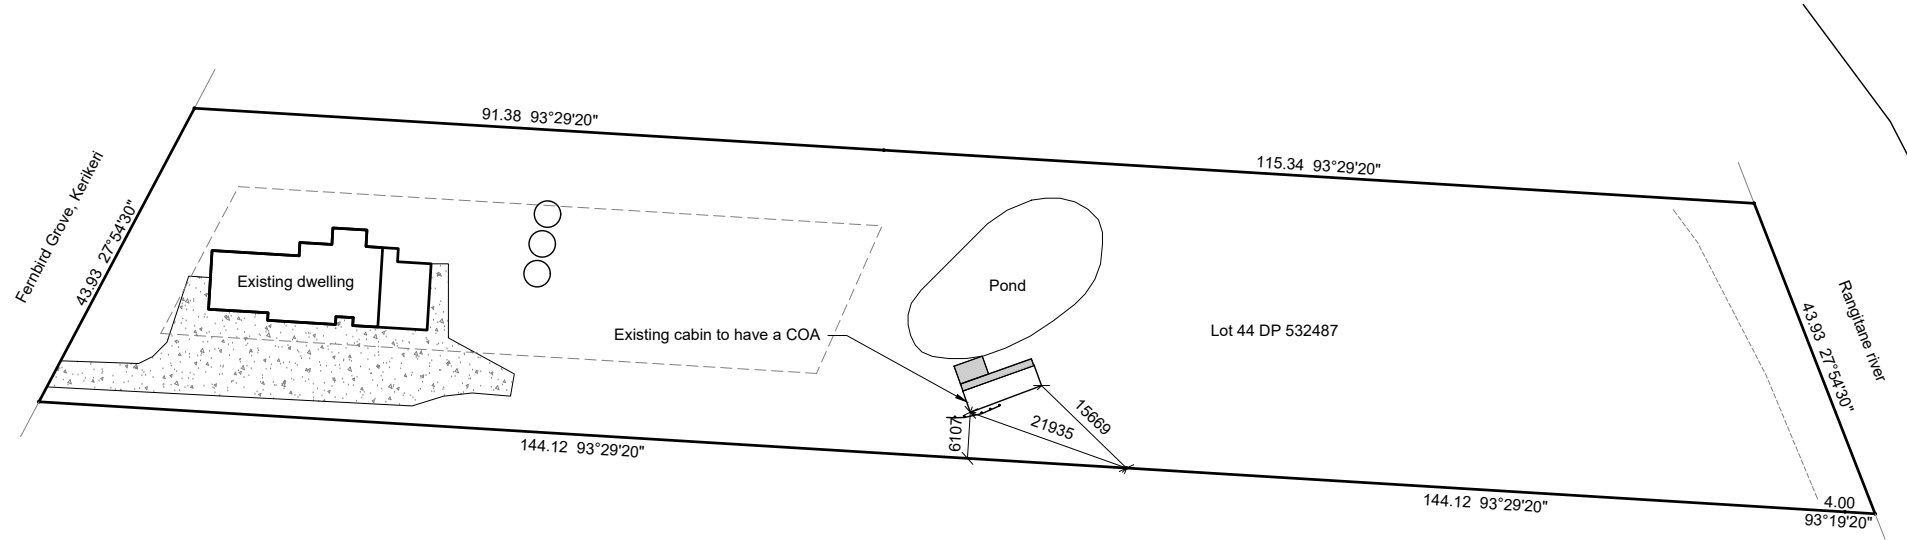 91.38 93°29'20"
115.34 93°29'20"
Fernbird Grove, Kerikeri
43.93 27°54'30"
Existing dwelling
Pond
Existing cabin to have a COA
Lot 44 DP 532487
Rangitane river
43.93 27°54'30"
6107
21935
15669
144.12 93°29'20"
144.12 93°29'20"
4.00
93°19'20"